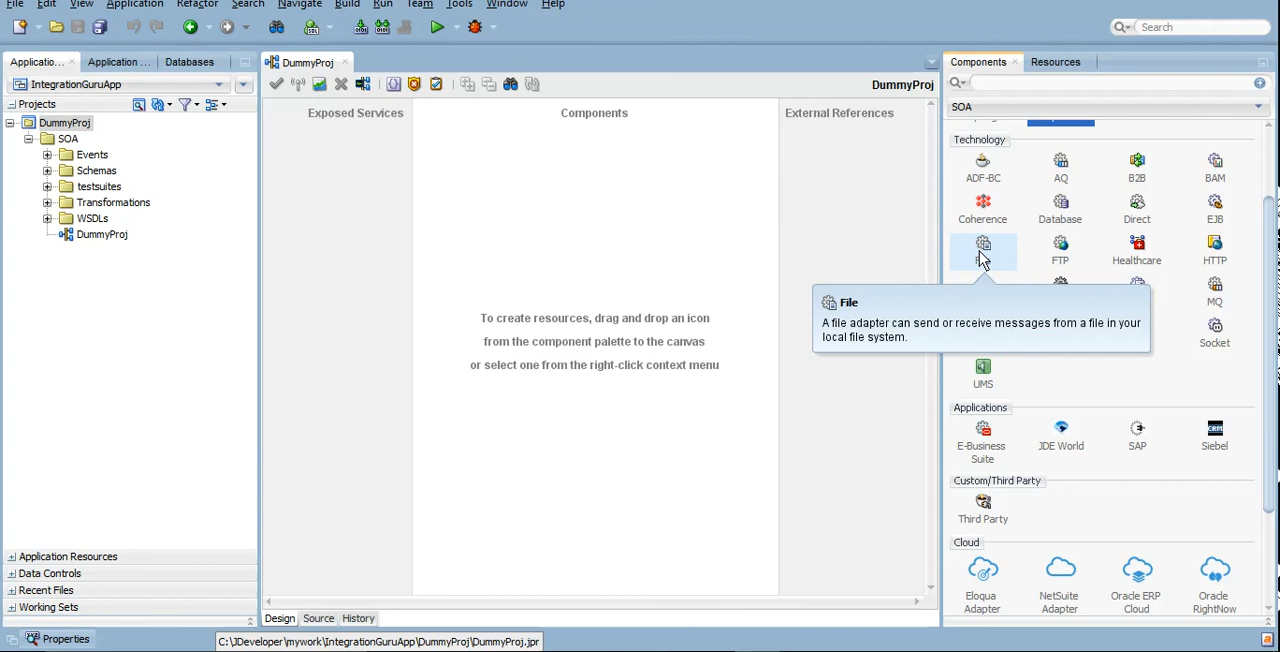 File Edit View Application Refactor Search Navigate Build Run Team Tools Window Help
Search
Applicatio... Application ... Databases
DummyProj
Components Resources
IntegrationGuruApp
DummyProj
SOA
Projects
DummyProj
SOA
Events
Schemas
testsuites
Transformations
WSDLs
DummyProj
Exposed Services Components External References
To create resources, drag and drop an icon
from the component palette to the canvas
or select one from the right-click context menu
Technology
ADF-BC AQ B2B BAM
Coherence Database Direct EJB
FTP Healthcare HTTP
MQ
Socket
File
A file adapter can send or receive messages from a file in your
local file system.
UMS
Applications
E-Business
Suite
JDE World SAP Siebel
Custom/Third Party
Third Party
Cloud
Eloqua
Adapter
NetSuite
Adapter
Oracle ERP
Cloud
Oracle
RightNow
Application Resources
Data Controls
Recent Files
Working Sets
Design Source History
Properties
C:\JDeveloper\mywork\IntegrationGuruApp\DummyProj\DummyProj.jpr